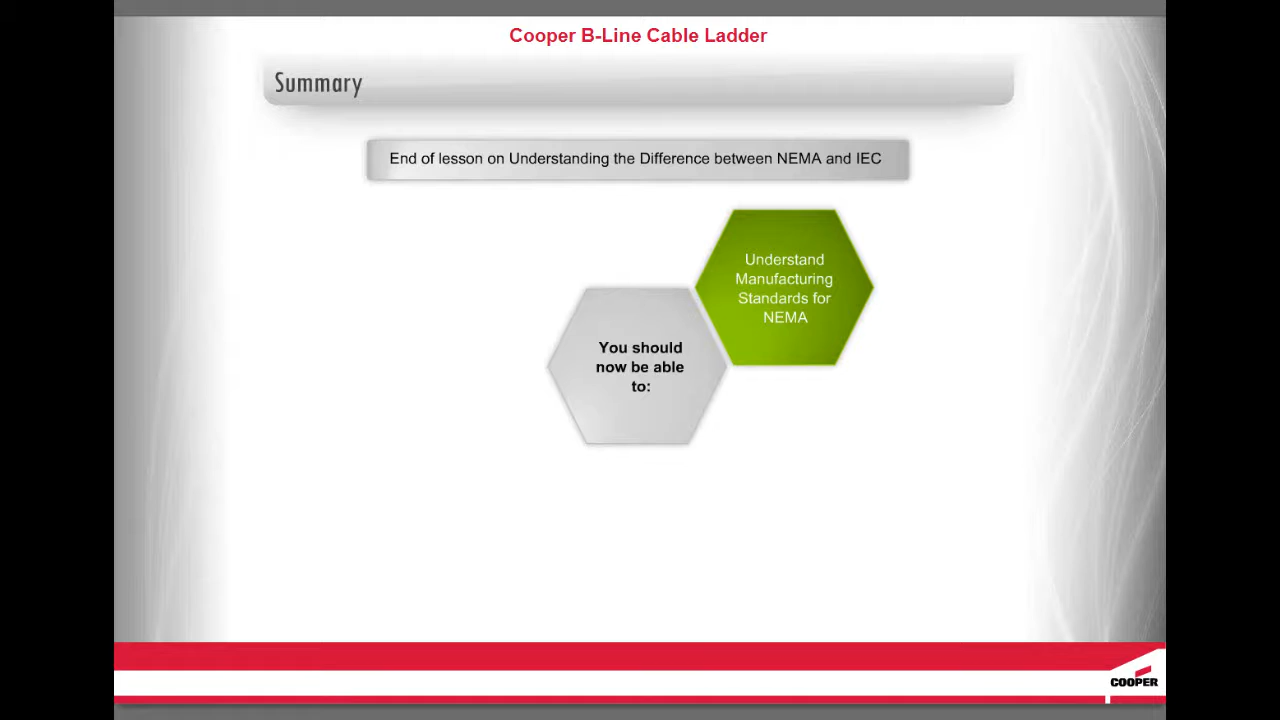 Cooper B-Line Cable Ladder
Summary
End of lesson on Understanding the Difference between NEMA and IEC
Understand
Manufacturing
Standards for
NEMA
You should
now be able
to:
COOPER